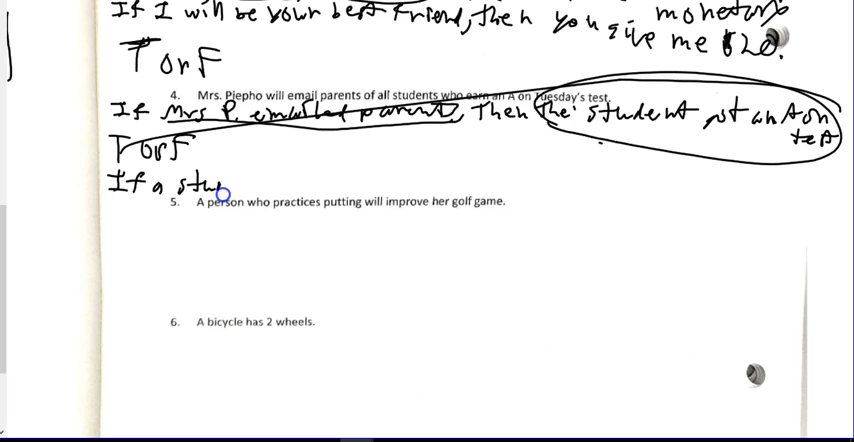 If I will be your best friend, then you give me $20.
monetary
T or F
4. Mrs. Piepho will email parents of all students who earn an A on Tuesday's test.
If Mrs P. emailed parents, Then the student got an A on test
T or F
If a stu
5. A person who practices putting will improve her golf game.
6. A bicycle has 2 wheels.